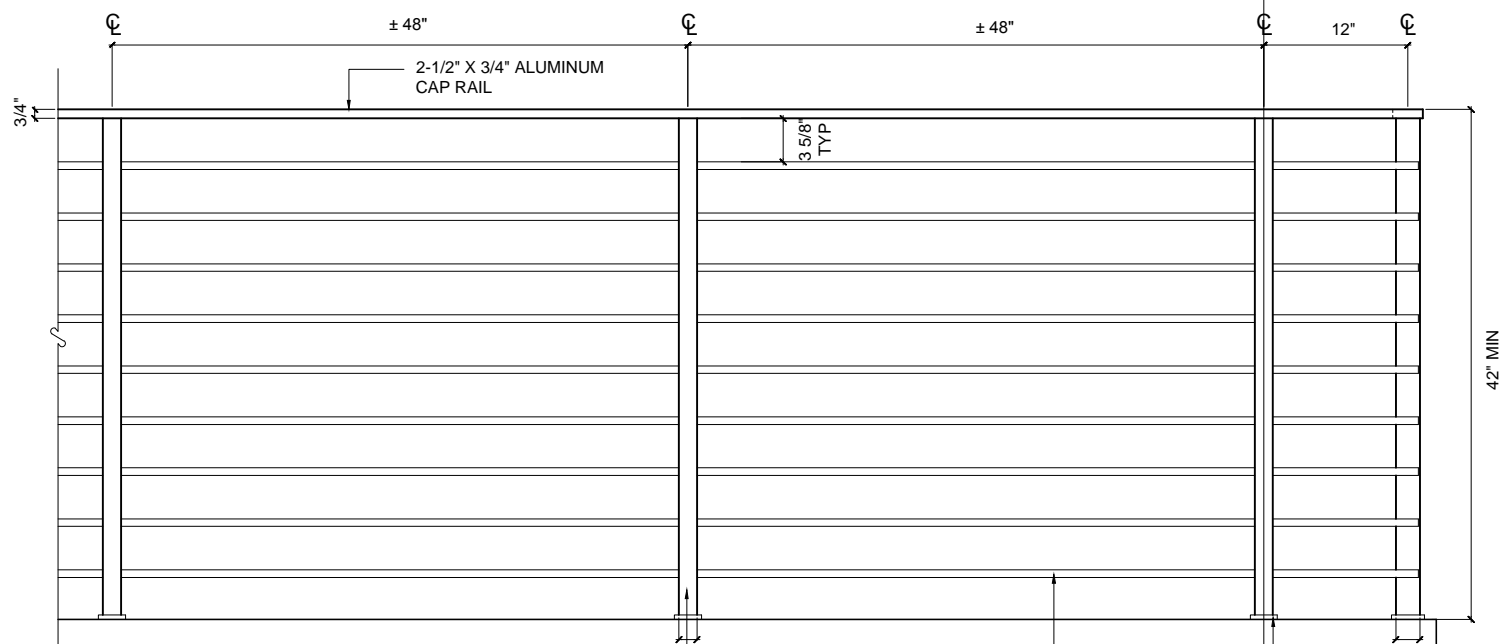 ℄ ± 48" ℄ ± 48" ℄ 12" ℄
2-1/2" X 3/4" ALUMINUM
CAP RAIL
3/4"
3 5/8"
TYP
42" MIN